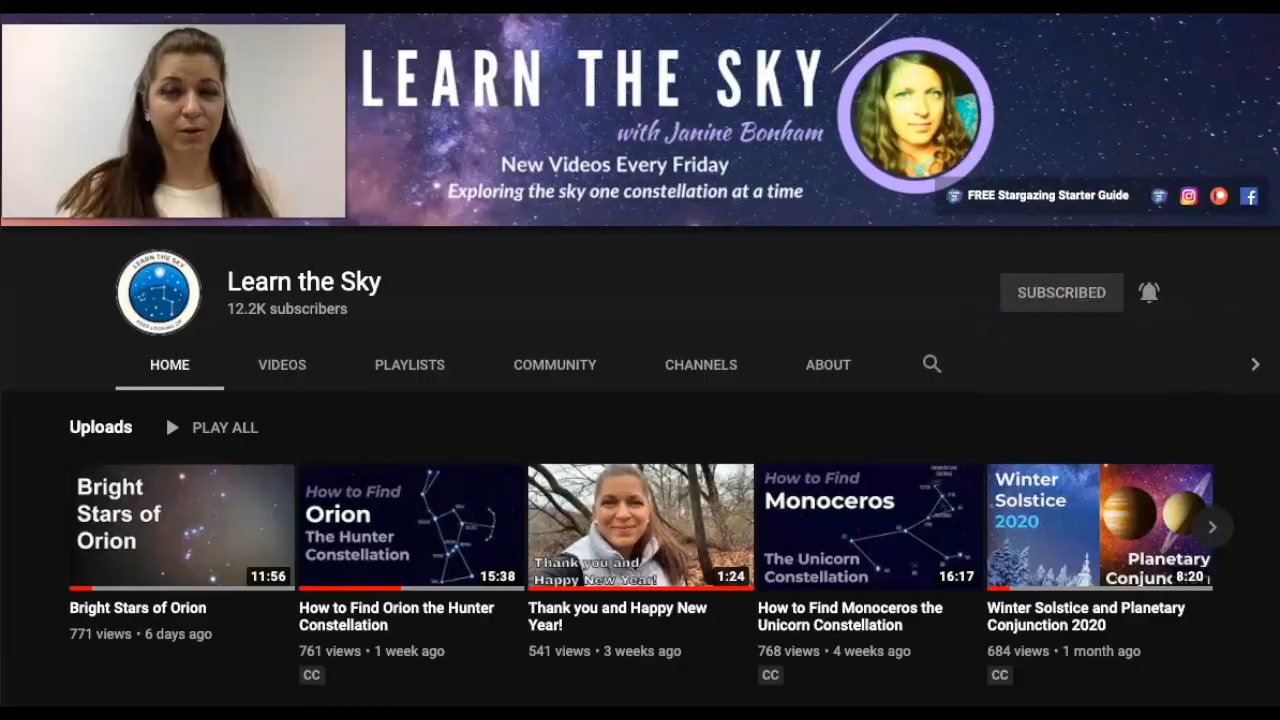 LEARN THE SKY
with Janine Bonham
New Videos Every Friday
Exploring the sky one constellation at a time
FREE Stargazing Starter Guide
LEARN THE SKY
KEEP LOOKING UP
Learn the Sky
12.2K subscribers
SUBSCRIBED
HOME VIDEOS PLAYLISTS COMMUNITY CHANNELS ABOUT
Uploads PLAY ALL
Bright
Stars of
Orion
11:56
How to Find
Orion
The Hunter
Constellation
15:38
Thank you and
Happy New Year!
1:24
How to Find
Monoceros
The Unicorn
Constellation
16:17
Winter
Solstice
2020
Planetary
Conjunc
8:20
Bright Stars of Orion
771 views • 6 days ago
How to Find Orion the Hunter
Constellation
761 views • 1 week ago
CC
Thank you and Happy New
Year!
541 views • 3 weeks ago
How to Find Monoceros the
Unicorn Constellation
768 views • 4 weeks ago
CC
Winter Solstice and Planetary
Conjunction 2020
684 views • 1 month ago
CC